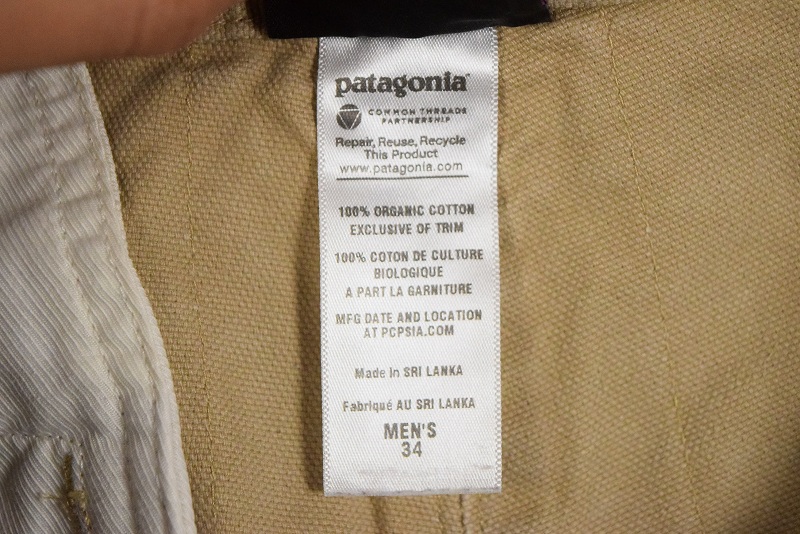 patagonia
COMMON THREADS
PARTNERSHIP
Repair, Reuse, Recycle
This Product
www.patagonia.com
100% ORGANIC COTTON
EXCLUSIVE OF TRIM
100% COTON DE CULTURE
BIOLOGIQUE
A PART LA GARNITURE
MFG DATE AND LOCATION
AT PCPSIA.COM
Made In SRI LANKA
Fabriqué AU SRI LANKA
MEN'S
34